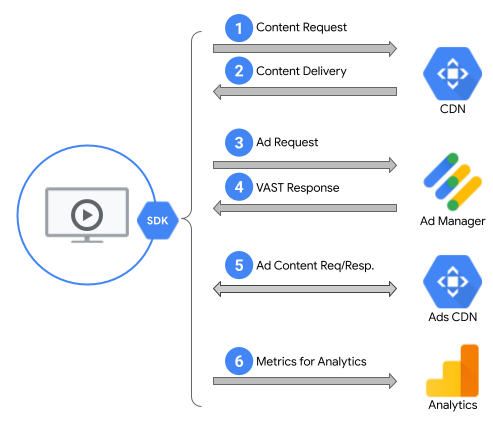 1 Content Request
2 Content Delivery
CDN
3 Ad Request
4 VAST Response
Ad Manager
SDK
5 Ad Content Req/Resp.
Ads CDN
6 Metrics for Analytics
Analytics